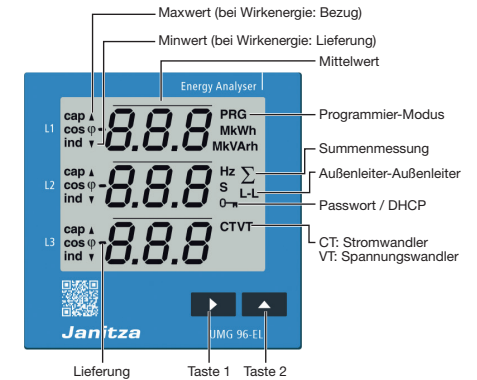 Maxwert (bei Wirkenergie: Bezug)
Minwert (bei Wirkenergie: Lieferung)
Mittelwert
Energy Analyser
L1
cap ▲
cos φ - 8.8.8
ind ▼
PRG
MkWh
MkVArh
Programmier-Modus
L2
cap ▲
cos φ - 8.8.8
ind ▼
Hz ∑
S L-L
Summenmessung
Außenleiter-Außenleiter
Passwort / DHCP
L3
cap ▲
cos φ - 8.8.8
ind ▼
CTVT
CT: Stromwandler
VT: Spannungswandler
Janitza
UMG 96-EL
Lieferung
Taste 1
Taste 2